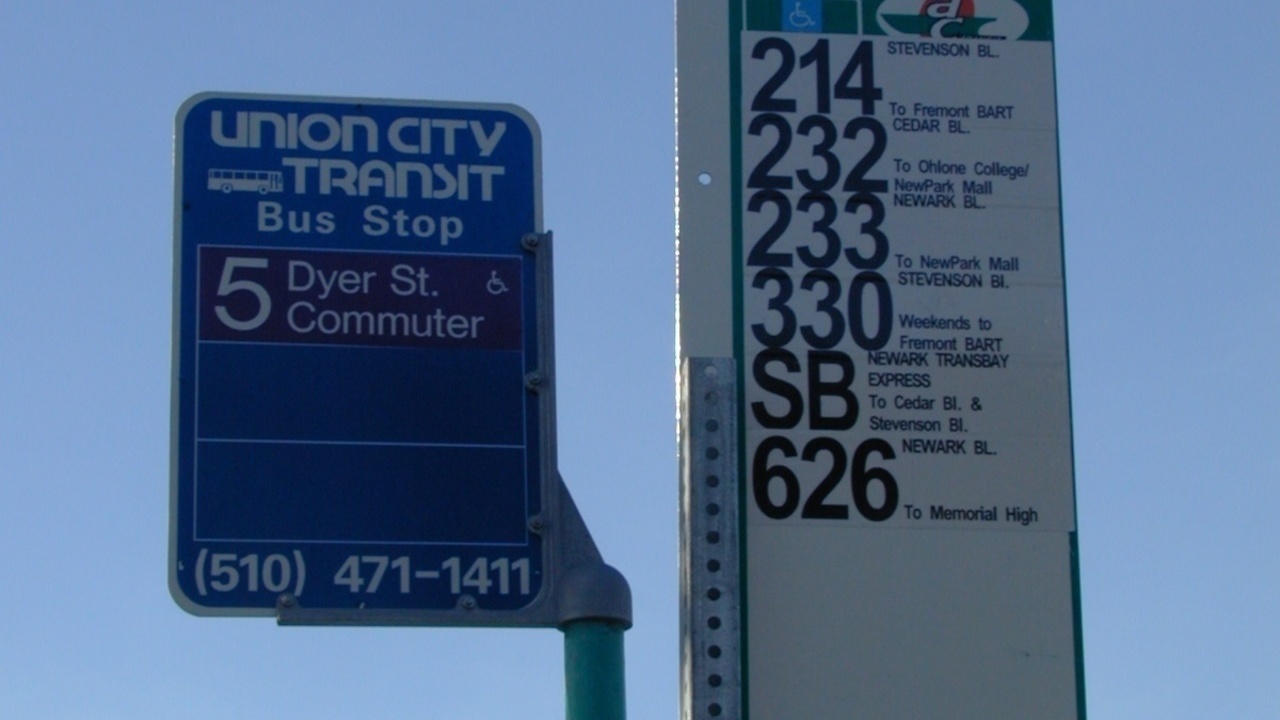 UNION CITY
TRANSIT
Bus Stop
5 Dyer St.
Commuter
(510) 471-1411
ac
214 STEVENSON BL.
To Fremont BART
232 CEDAR BL.
To Ohlone College/
NewPark Mall
233 NEWARK BL.
To NewPark Mall
330 STEVENSON Bl.
Weekends to
Fremont BART
SB NEWARK TRANSBAY
EXPRESS
To Cedar Bl. &
Stevenson Bl.
626 NEWARK BL.
To Memorial High